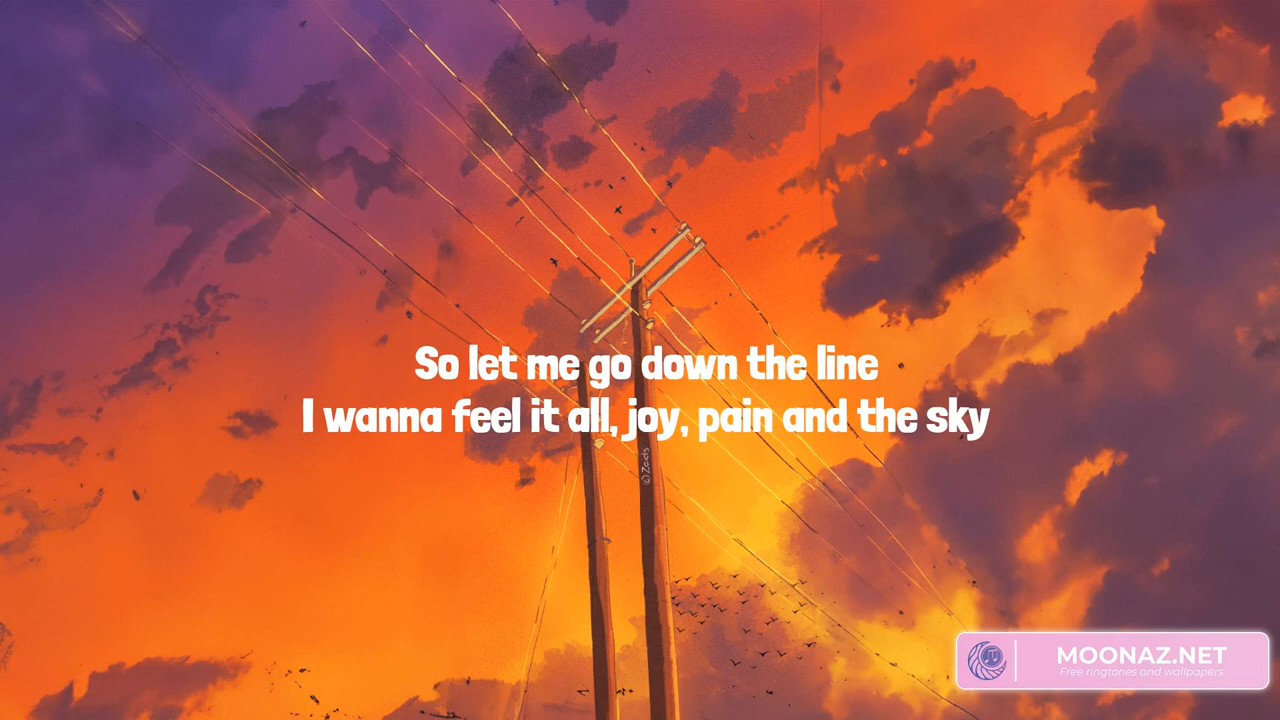 So let me go down the line
I wanna feel it all, joy, pain and the sky
© Zads
MOONAZ.NET
Free ringtones and wallpapers